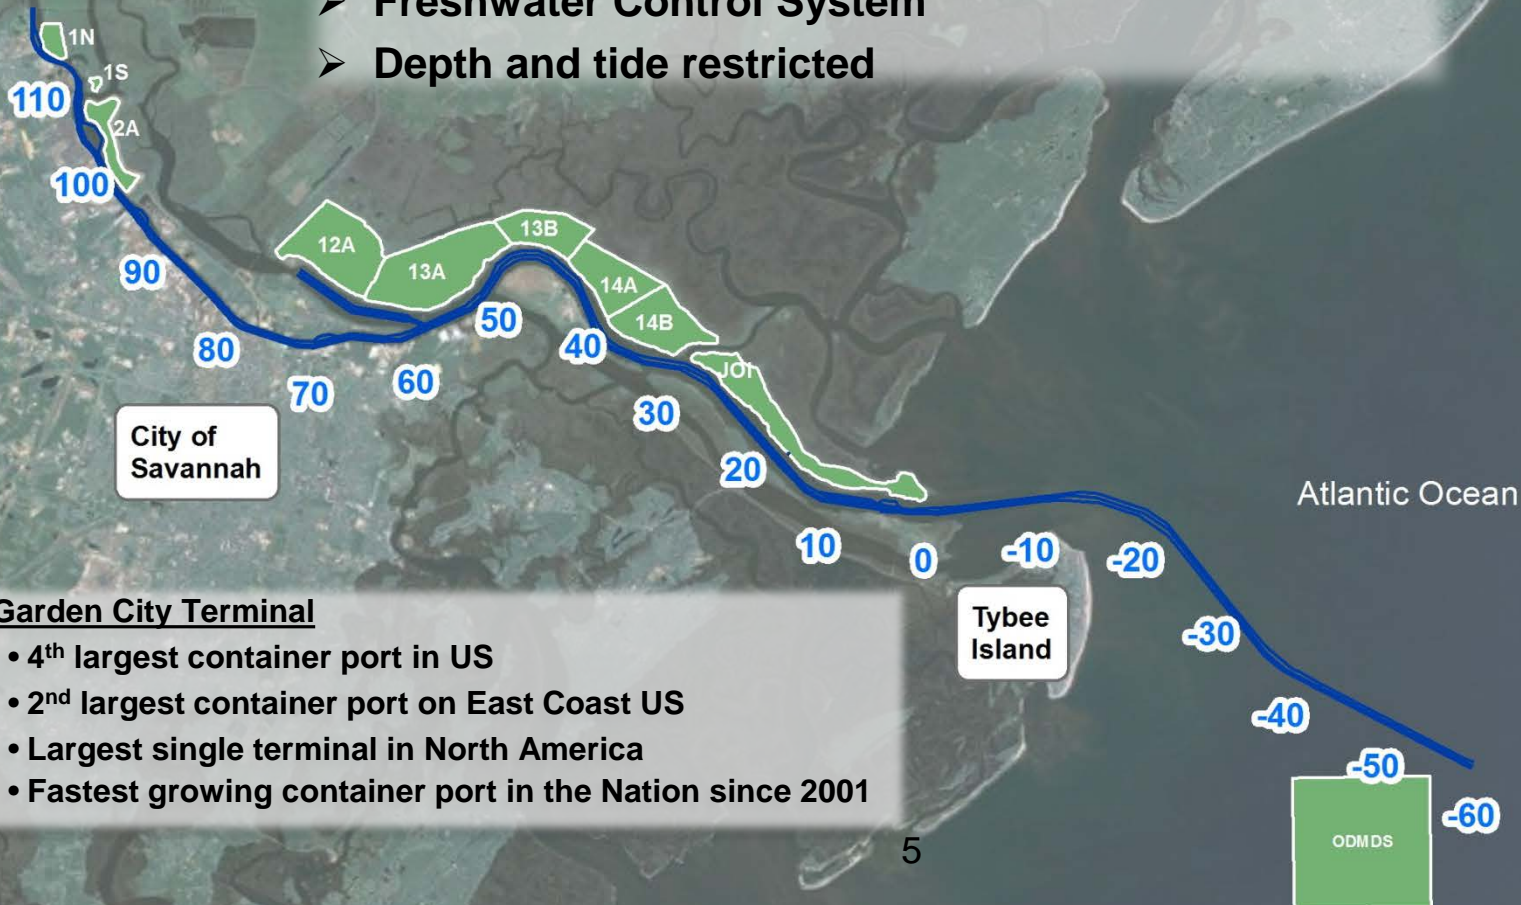 ➢ Freshwater Control System
➢ Depth and tide restricted
1N
1S
110
2A
100
12A
13A
13B
90
14A
14B
50
40
80
JOI
60
70
30
City of
Savannah
20
Atlantic Ocean
10
0
-10
-20
Garden City Terminal
• 4th largest container port in US
• 2nd largest container port on East Coast US
• Largest single terminal in North America
• Fastest growing container port in the Nation since 2001
Tybee
Island
-30
-40
-50
-60
ODMDS
5